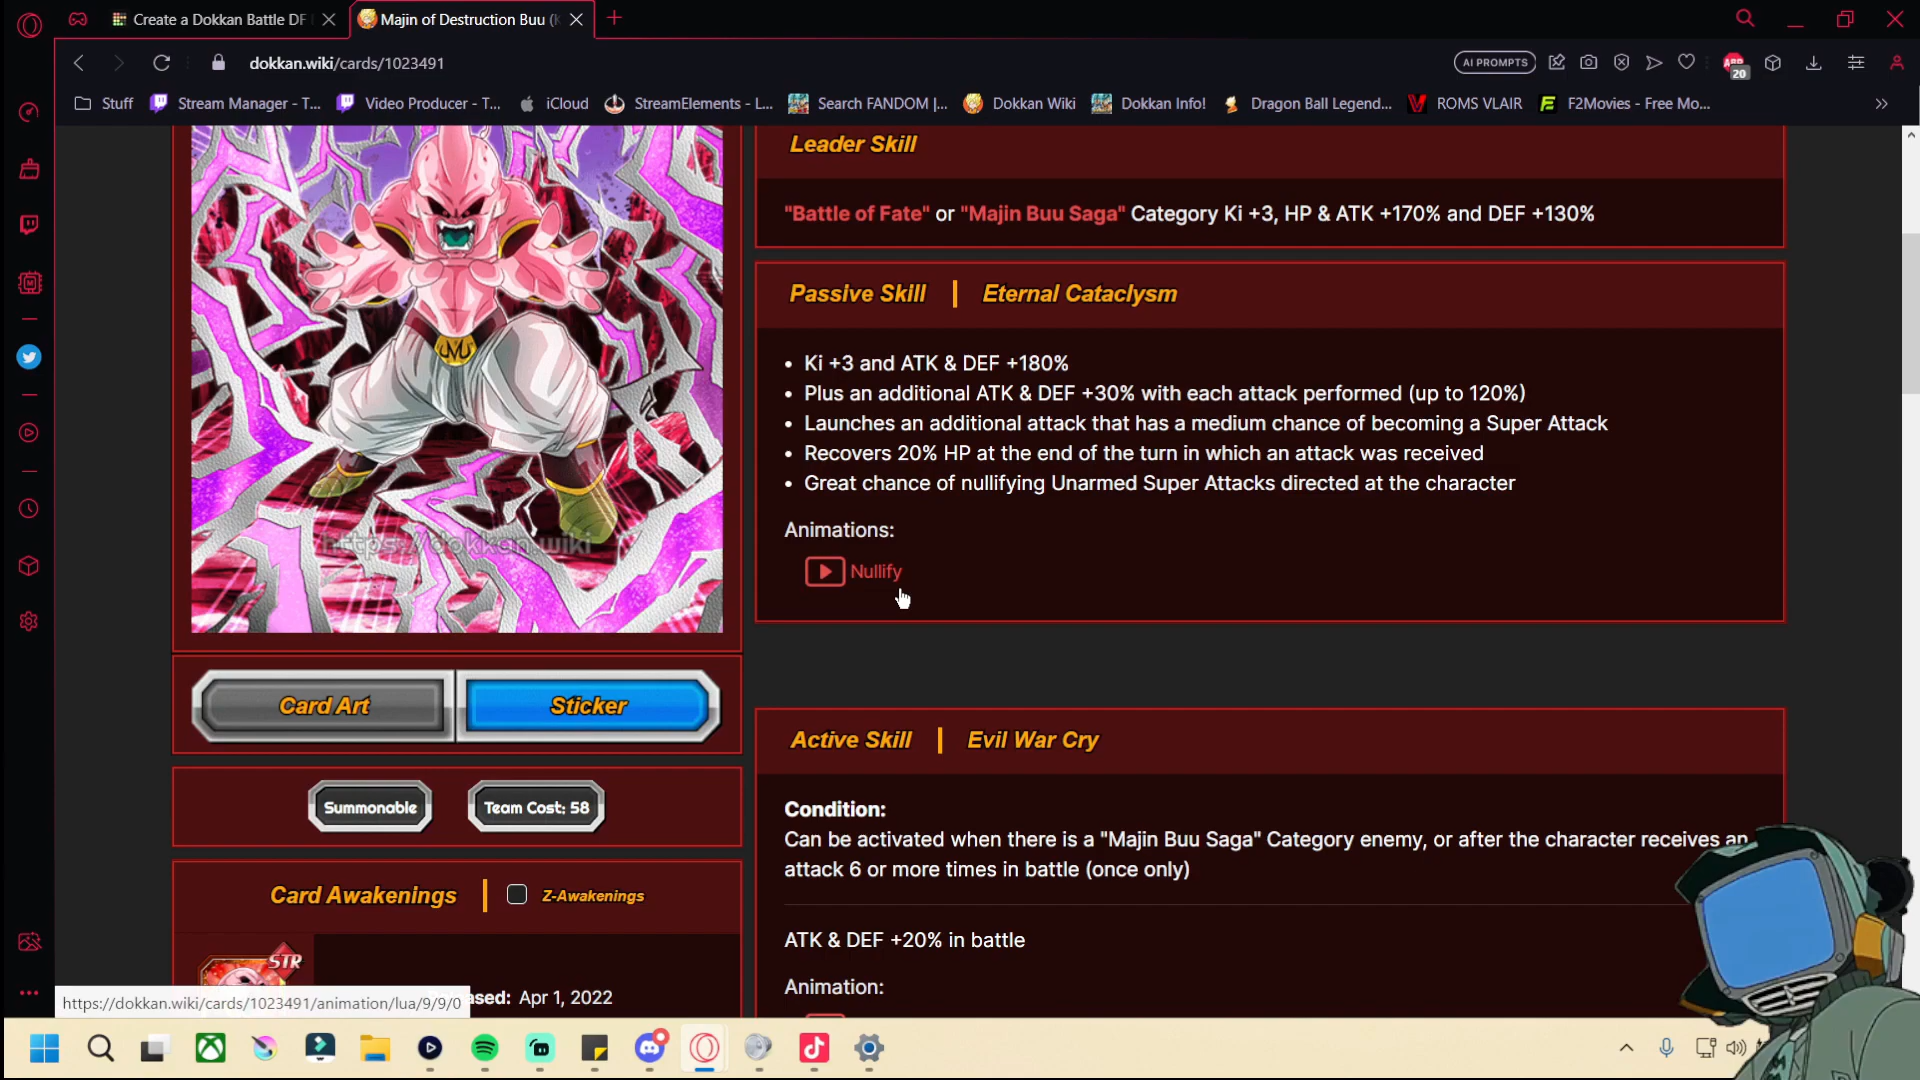 Create a Dokkan Battle DF
Majin of Destruction Buu (
dokkan.wiki/cards/1023491
AI PROMPTS
20
Stuff
Stream Manager - T...
Video Producer - T...
iCloud
StreamElements - L...
Search FANDOM |...
Dokkan Wiki
Dokkan Info!
Dragon Ball Legend...
ROMS VLAIR
F2Movies - Free Mo...
Leader Skill
"Battle of Fate" or "Majin Buu Saga" Category Ki +3, HP & ATK +170% and DEF +130%
Passive Skill | Eternal Cataclysm
• Ki +3 and ATK & DEF +180%
• Plus an additional ATK & DEF +30% with each attack performed (up to 120%)
• Launches an additional attack that has a medium chance of becoming a Super Attack
• Recovers 20% HP at the end of the turn in which an attack was received
• Great chance of nullifying Unarmed Super Attacks directed at the character
Animations:
Nullify
https://dokkan.wiki
Card Art
Sticker
Summonable
Team Cost: 58
Card Awakenings | Z-Awakenings
STR
ased: Apr 1, 2022
Active Skill | Evil War Cry
Condition:
Can be activated when there is a "Majin Buu Saga" Category enemy, or after the character receives an
attack 6 or more times in battle (once only)
ATK & DEF +20% in battle
Animation:
https://dokkan.wiki/cards/1023491/animation/lua/9/9/0